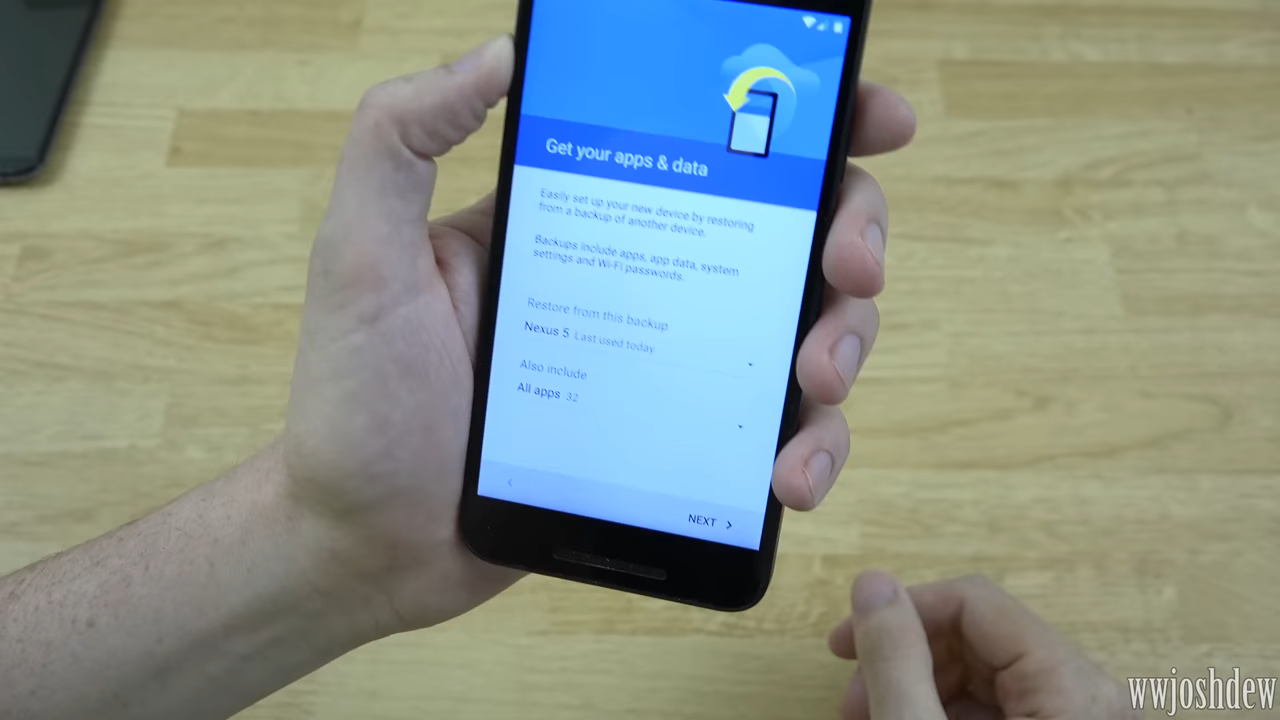 Get your apps & data
Easily set up your new device by restoring
from a backup of another device.
Backups include apps, app data, system
settings and Wi-Fi passwords.
Restore from this backup
Nexus 5 Last used today
Also include
All apps 32
NEXT
wwjoshdew